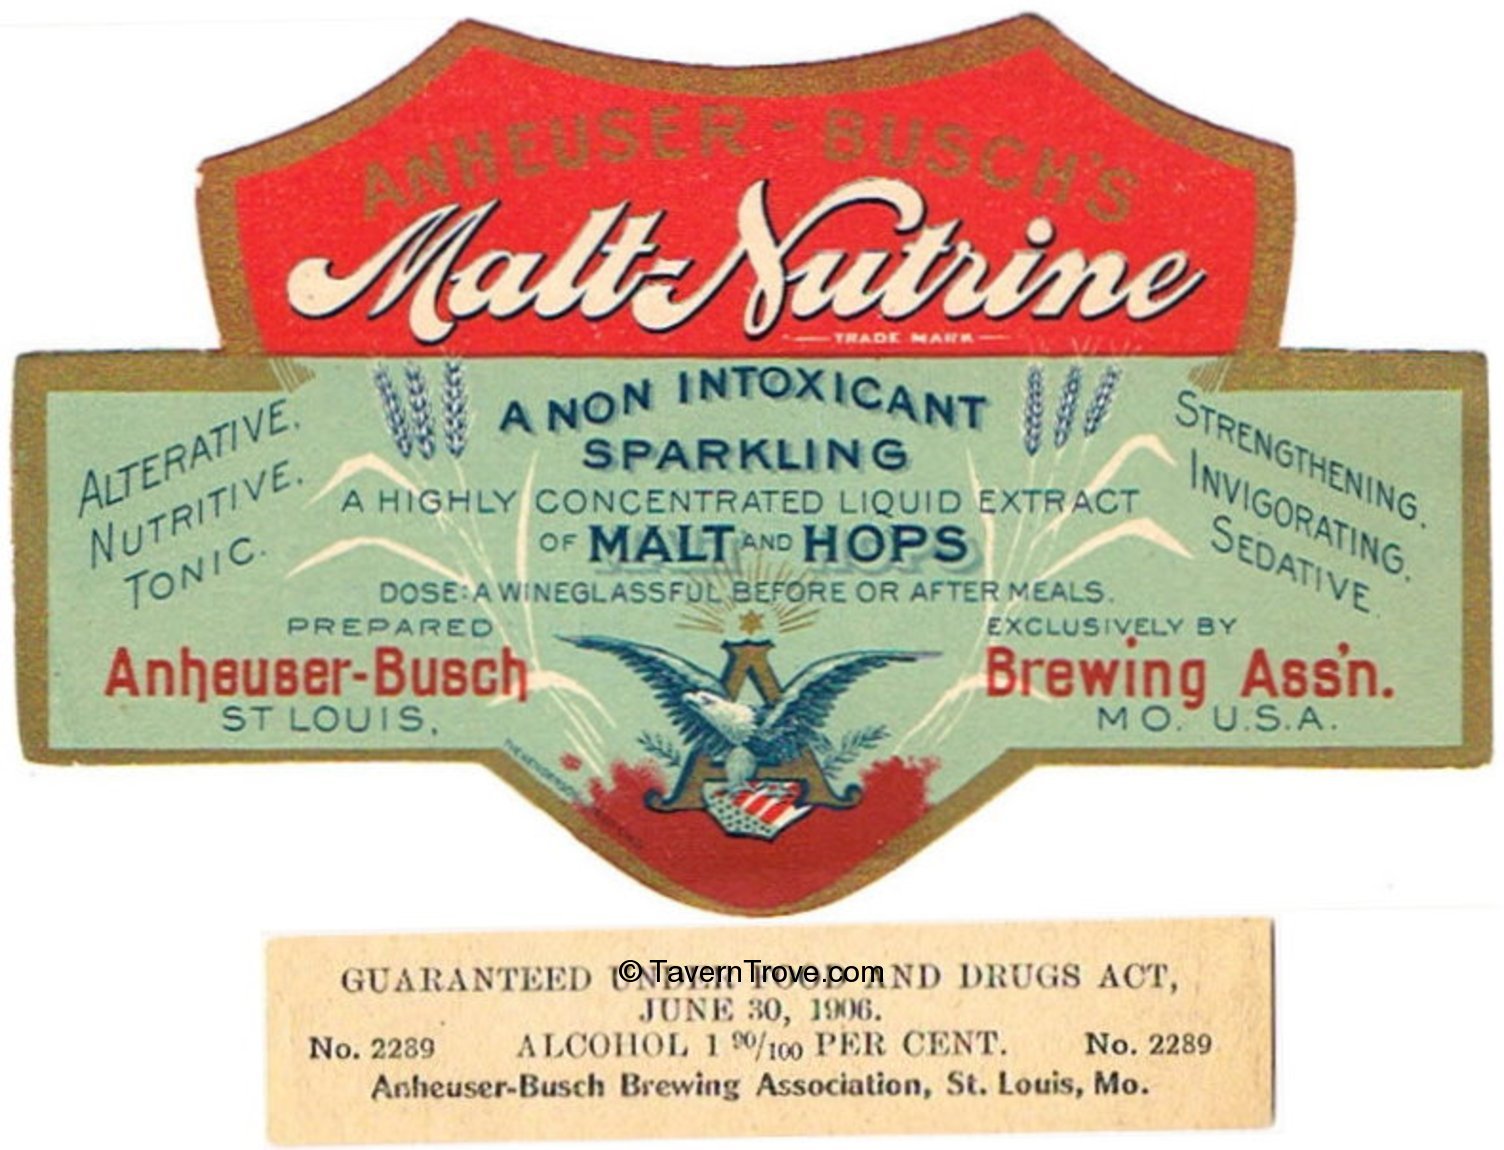 ANHEUSER-BUSCH'S
Malt-Nutrine
TRADE MARK
ALTERATIVE.
NUTRITIVE.
TONIC.
A NON INTOXICANT
SPARKLING
A HIGHLY CONCENTRATED LIQUID EXTRACT
OF MALT AND HOPS
DOSE: A WINEGLASSFUL BEFORE OR AFTER MEALS.
STRENGTHENING.
INVIGORATING.
SEDATIVE.
PREPARED EXCLUSIVELY BY
Anheuser-Busch Brewing Ass'n.
ST LOUIS, MO. U.S.A.
A
© TavernTrove.com
GUARANTEED UNDER FOOD AND DRUGS ACT,
JUNE 30, 1906.
No. 2289 ALCOHOL 1 90/100 PER CENT. No. 2289
Anheuser-Busch Brewing Association, St. Louis, Mo.